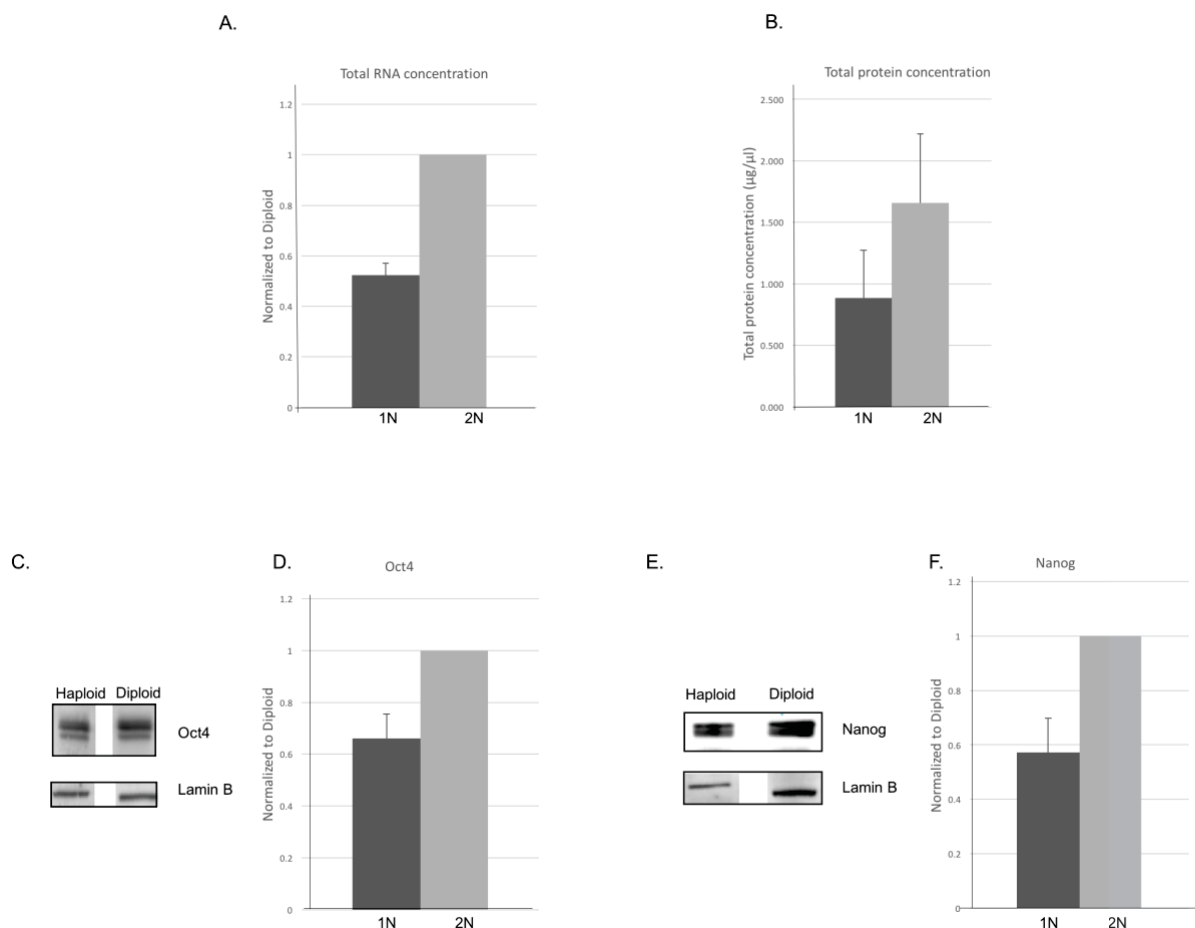 A.
Total RNA concentration
Normalized to Diploid
1.2
1
0.8
0.6
0.4
0.2
0
1N 2N
B.
Total protein concentration
Total protein concentration (µg/µl)
2.500
2.000
1.500
1.000
0.500
0.000
1N 2N
C.
Haploid Diploid
Oct4
Lamin B
D.
Oct4
Normalized to Diploid
1.2
1
0.8
0.6
0.4
0.2
0
1N 2N
E.
Haploid Diploid
Nanog
Lamin B
F.
Nanog
Normalized to Diploid
1.2
1
0.8
0.6
0.4
0.2
0
1N 2N